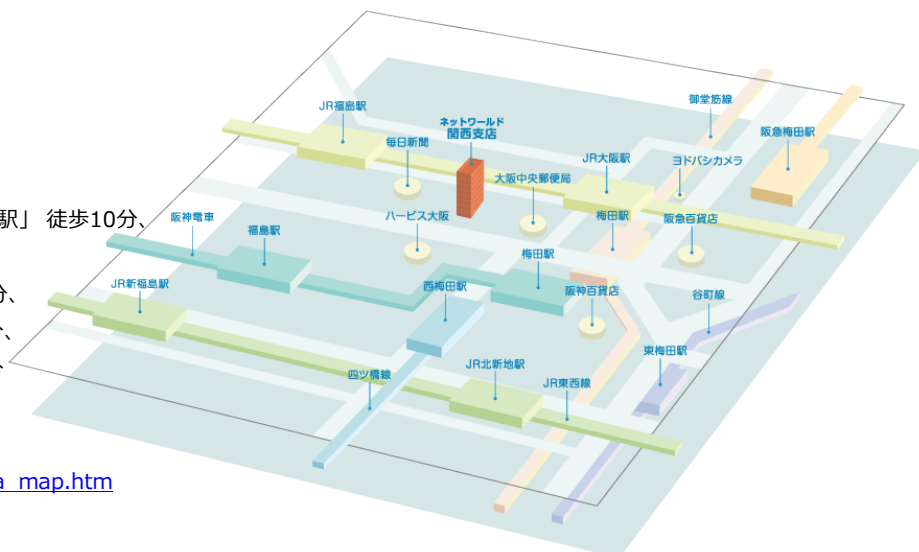 御堂筋線
JR福島駅
ネットワールド
関西支店
阪急梅田駅
毎日新聞
JR大阪駅
ヨドバシカメラ
大阪中央郵便局
駅」 徒歩10分、
阪神電車
ハービス大阪
梅田駅
阪急百貨店
福島駅
梅田駅
JR新福島駅
西梅田駅
阪神百貨店
谷町線
分、
東梅田駅
四ツ橋線
JR北新地駅
JR東西線
a_map.htm